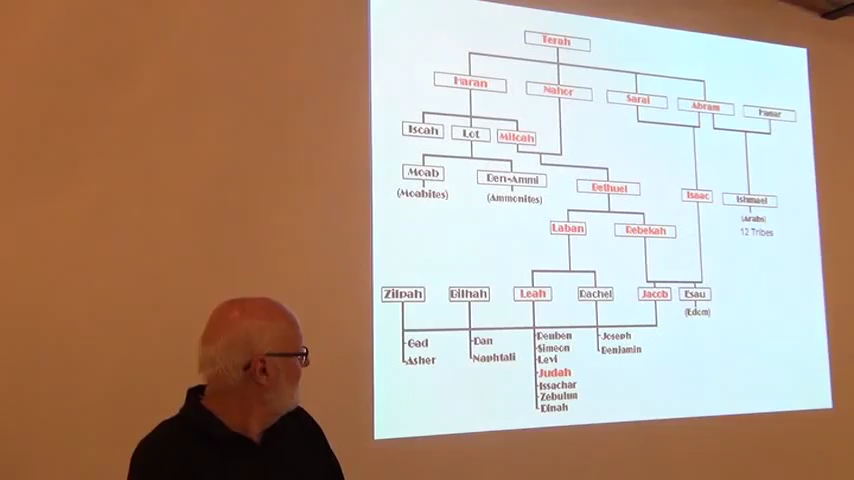 Terah
Haran
Nahor
Sarai
Abram
Hagar
Iscah
Lot
Milcah
Moab
(Moabites)
Ben-Ammi
(Ammonites)
Bethuel
Isaac
Ishmael
(Arabs)
12 Tribes
Laban
Rebekah
Zilpah
Bilhah
Leah
Rachel
Jacob
Esau
(Edom)
Gad
Asher
Dan
Naphtali
Reuben
Simeon
Levi
Judah
Issachar
Zebulun
Dinah
Joseph
Benjamin